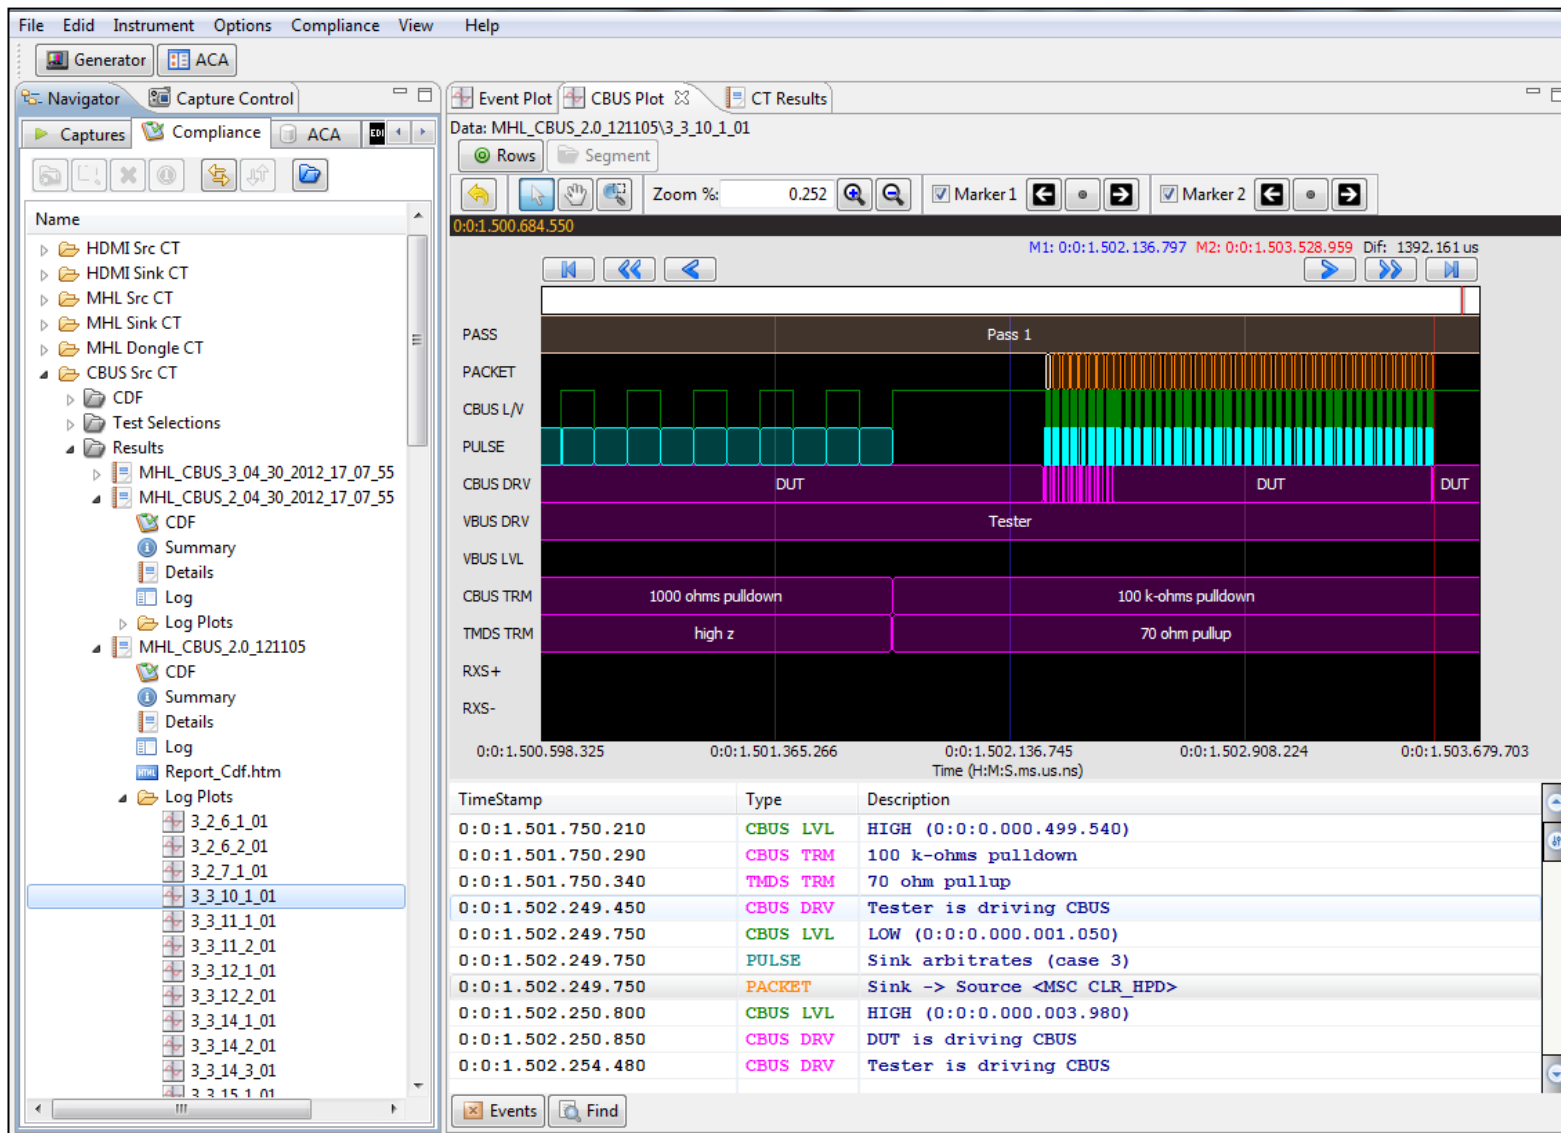 File Edid Instrument Options Compliance View Help
Generator ACA
Navigator Capture Control
Captures Compliance ACA EDI
Name
HDMI Src CT
HDMI Sink CT
MHL Src CT
MHL Sink CT
MHL Dongle CT
CBUS Src CT
CDF
Test Selections
Results
MHL_CBUS_3_04_30_2012_17_07_55
MHL_CBUS_2_04_30_2012_17_07_55
CDF
Summary
Details
Log
Log Plots
MHL_CBUS_2.0_121105
CDF
Summary
Details
Log
HTML Report_Cdf.htm
Log Plots
3_2_6_1_01
3_2_6_2_01
3_2_7_1_01
3_3_10_1_01
3_3_11_1_01
3_3_11_2_01
3_3_12_1_01
3_3_12_2_01
3_3_14_1_01
3_3_14_2_01
3_3_14_3_01
3_3_15_1_01
Event Plot CBUS Plot CT Results
Data: MHL_CBUS_2.0_121105\3_3_10_1_01
Rows Segment
Zoom %: 0.252 Marker 1 Marker 2
0:0:1.500.684.550
M1: 0:0:1.502.136.797 M2: 0:0:1.503.528.959 Dif: 1392.161 us
PASS Pass 1
PACKET
CBUS L/V
PULSE
CBUS DRV DUT DUT DUT
VBUS DRV Tester
VBUS LVL
CBUS TRM 1000 ohms pulldown 100 k-ohms pulldown
TMDS TRM high z 70 ohm pullup
RXS+
RXS-
0:0:1.500.598.325 0:0:1.501.365.266 0:0:1.502.136.745 0:0:1.502.908.224 0:0:1.503.679.703
Time (H:M:S.ms.us.ns)
TimeStamp Type Description
0:0:1.501.750.210 CBUS LVL HIGH (0:0:0.000.499.540)
0:0:1.501.750.290 CBUS TRM 100 k-ohms pulldown
0:0:1.501.750.340 TMDS TRM 70 ohm pullup
0:0:1.502.249.450 CBUS DRV Tester is driving CBUS
0:0:1.502.249.750 CBUS LVL LOW (0:0:0.000.001.050)
0:0:1.502.249.750 PULSE Sink arbitrates (case 3)
0:0:1.502.249.750 PACKET Sink -> Source <MSC CLR_HPD>
0:0:1.502.250.800 CBUS LVL HIGH (0:0:0.000.003.980)
0:0:1.502.250.850 CBUS DRV DUT is driving CBUS
0:0:1.502.254.480 CBUS DRV Tester is driving CBUS
Events Find